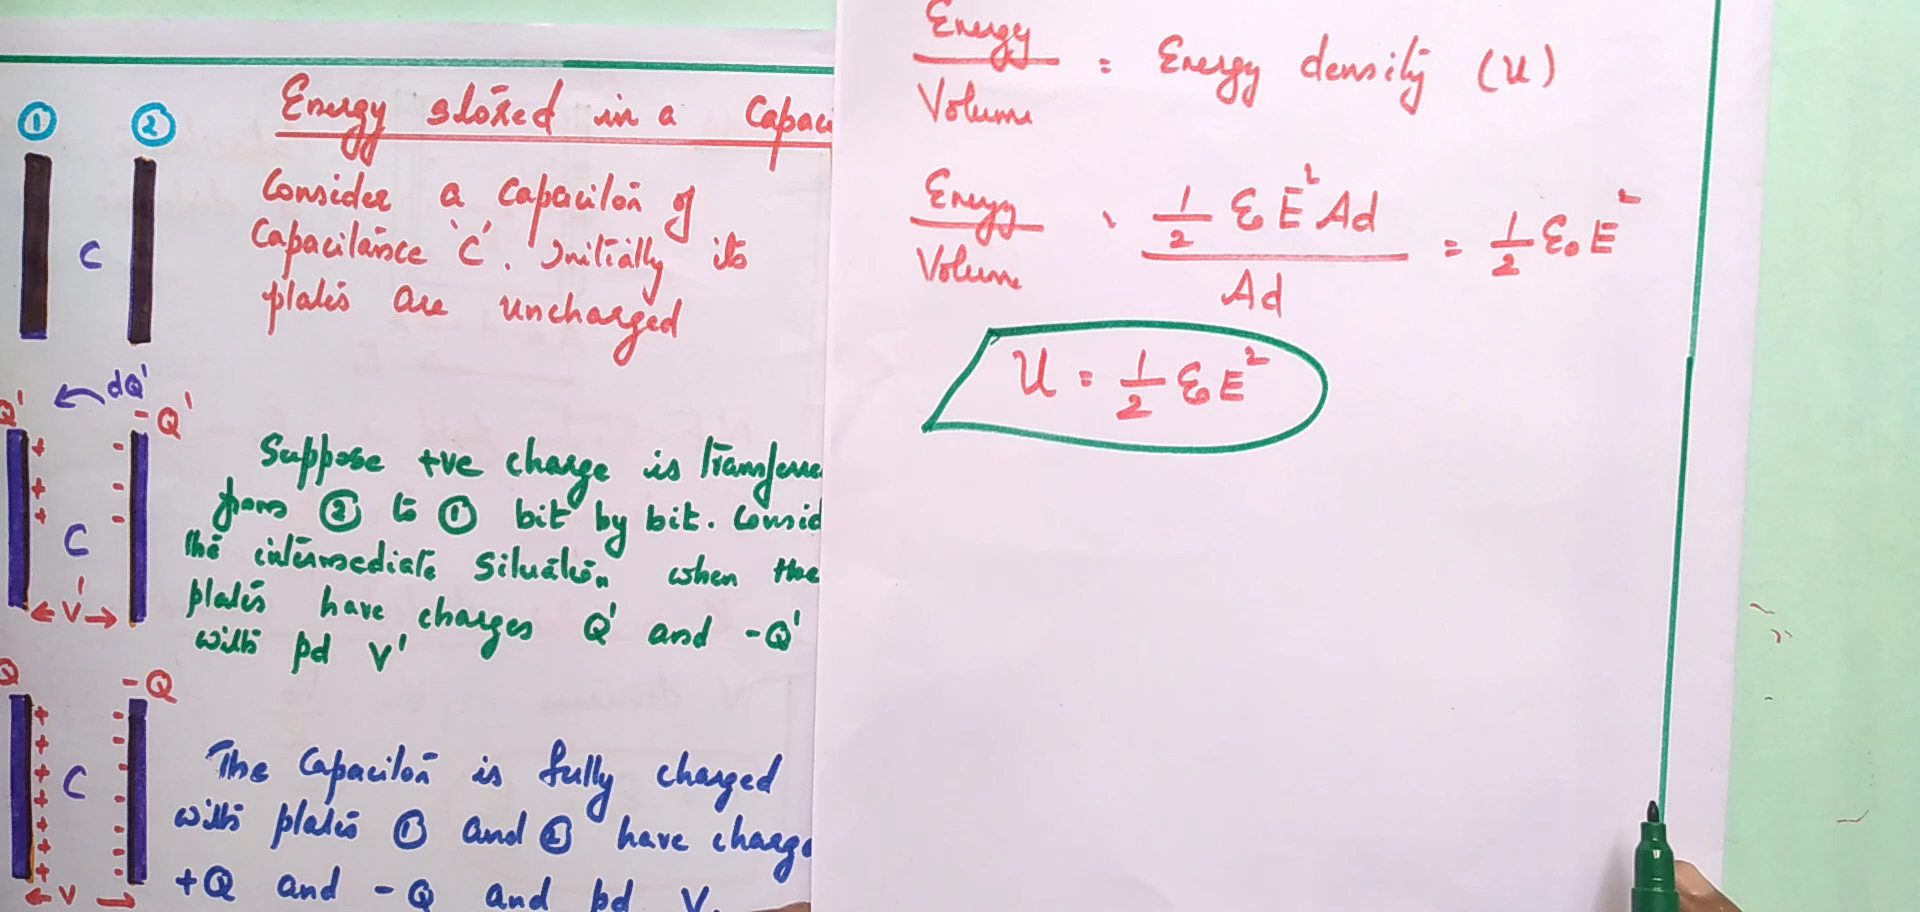 Energy stored in a Capaci
① ②
Consider a capacitor of
Capacitance 'C'. Initially its
plates are uncharged
C
dQ'
Q' -Q'
+ -
+ -
+ -
C
V'
Suppose +ve charge is transferre
from ② to ① bit by bit. Consid
the intermediate situation when the
plates have charges Q' and -Q'
with pd V'
Q -Q
C
V
The Capacitor is fully charged
with plates ① and ② have charge
+Q and -Q and pd V.
Energy / Volume = Energy density (U)
Energy / Volume = ½ ε₀ E² Ad / Ad = ½ ε₀ E²
U = ½ ε₀ E²